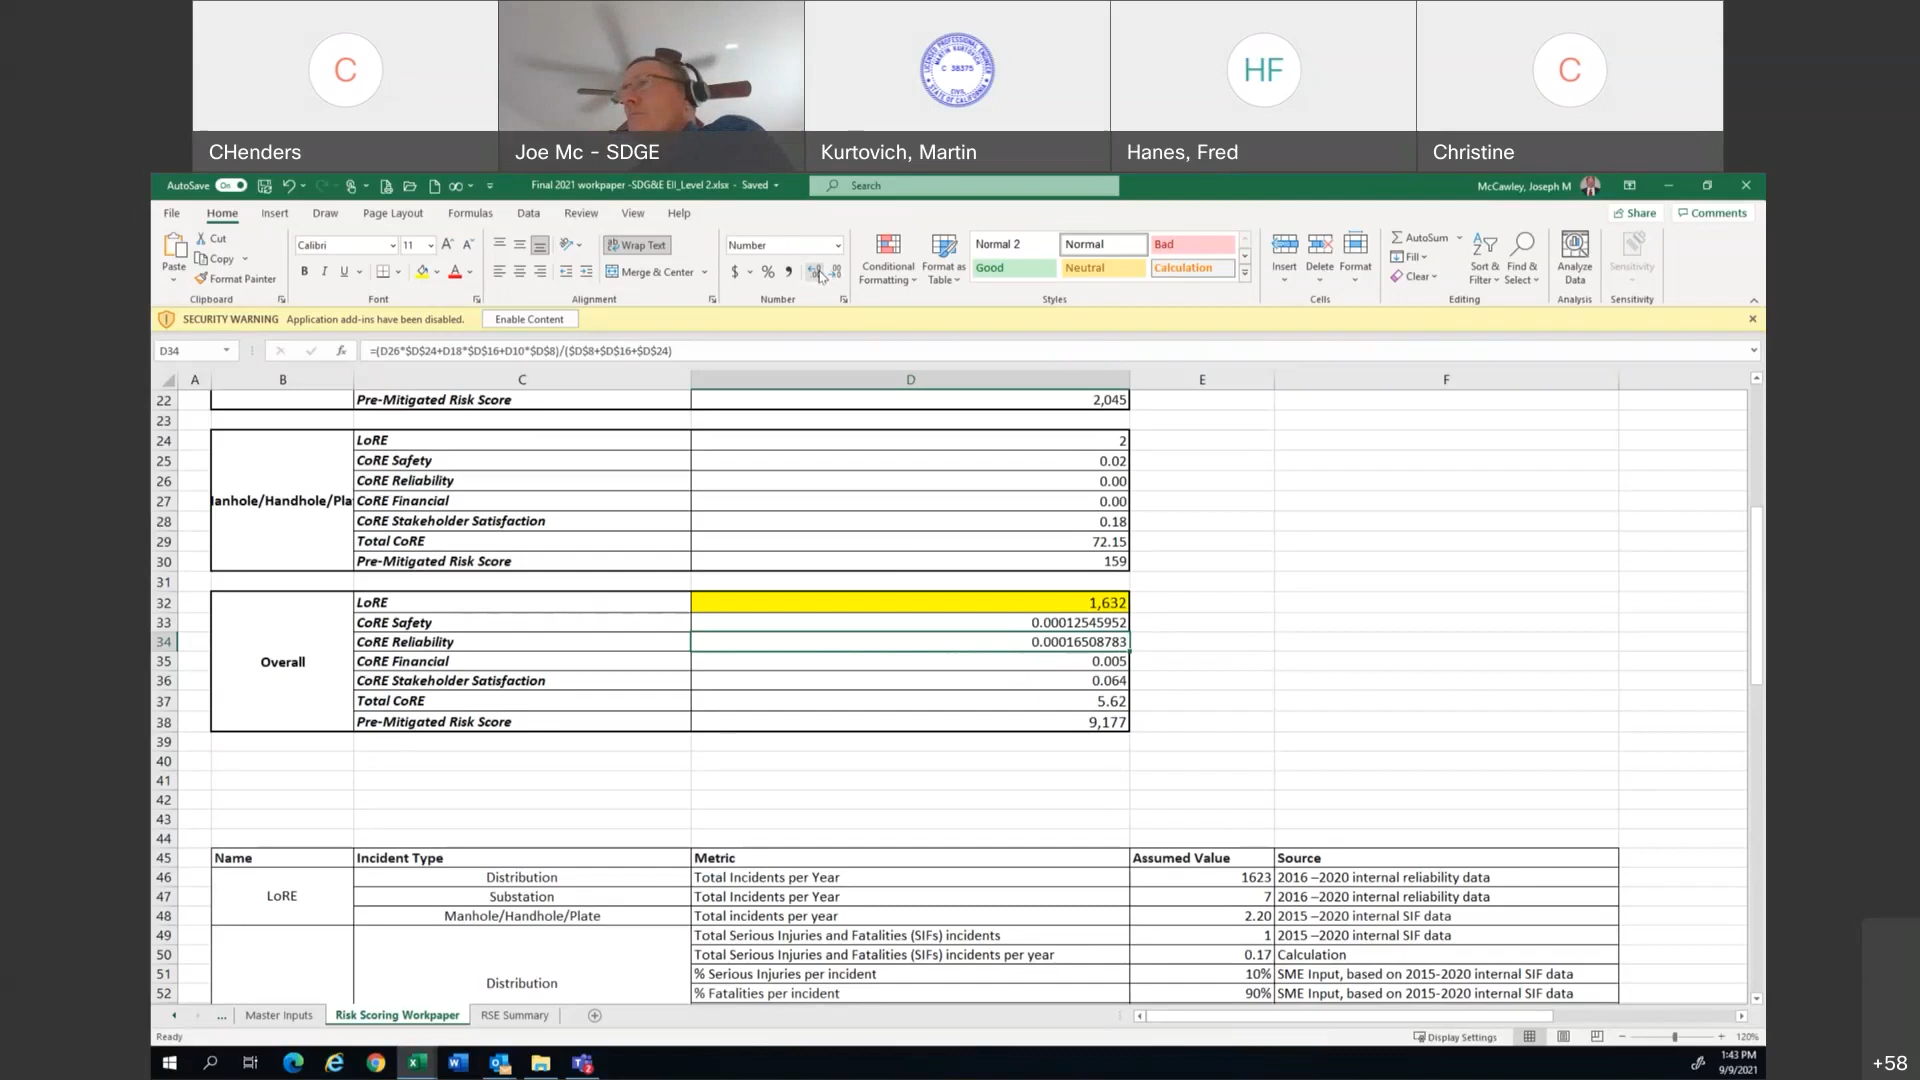 C
HF
C
LICENSED PROFESSIONAL ENGINEER
MARTIN KURTOVICH
C 38375
CIVIL
STATE OF CALIFORNIA
CHenders
Joe Mc - SDGE
Kurtovich, Martin
Hanes, Fred
Christine
AutoSave On
Final 2021 workpaper -SDG&E EII_Level 2.xlsx - Saved
Search
McCawley, Joseph M
File Home Insert Draw Page Layout Formulas Data Review View Help
Share Comments
Paste
Cut
Copy
Format Painter
Clipboard
Calibri 11
B I U
Font
Wrap Text
Merge & Center
Alignment
Number
$ % ,
Number
Conditional Formatting
Format as Table
Normal 2 Normal Bad
Good Neutral Calculation
Styles
Insert Delete Format
Cells
AutoSum
Fill
Clear
Sort & Filter
Find & Select
Editing
Analyze Data
Analysis
Sensitivity
Sensitivity
SECURITY WARNING Application add-ins have been disabled. Enable Content
D34 fx =(D26*$D$24+D18*$D$16+D10*$D$8)/($D$8+$D$16+$D$24)
A B C D E F
22 Pre-Mitigated Risk Score 2,045
23
24 LoRE 2
25 CoRE Safety 0.02
26 CoRE Reliability 0.00
27 anhole/Handhole/Pla CoRE Financial 0.00
28 CoRE Stakeholder Satisfaction 0.18
29 Total CoRE 72.15
30 Pre-Mitigated Risk Score 159
31
32 LoRE 1,632
33 CoRE Safety 0.00012545952
34 CoRE Reliability 0.00016508783
35 Overall CoRE Financial 0.005
36 CoRE Stakeholder Satisfaction 0.064
37 Total CoRE 5.62
38 Pre-Mitigated Risk Score 9,177
39
40
41
42
43
44
45 Name Incident Type Metric Assumed Value Source
46 Distribution Total Incidents per Year 1623 2016 –2020 internal reliability data
47 LoRE Substation Total Incidents per Year 7 2016 –2020 internal reliability data
48 Manhole/Handhole/Plate Total incidents per year 2.20 2015 –2020 internal SIF data
49 Total Serious Injuries and Fatalities (SIFs) incidents 1 2015 –2020 internal SIF data
50 Total Serious Injuries and Fatalities (SIFs) incidents per year 0.17 Calculation
51 Distribution % Serious Injuries per incident 10% SME Input, based on 2015-2020 internal SIF data
52 % Fatalities per incident 90% SME Input, based on 2015-2020 internal SIF data
... Master Inputs Risk Scoring Workpaper RSE Summary
Ready
Display Settings
120%
1:43 PM
9/9/2021
+58